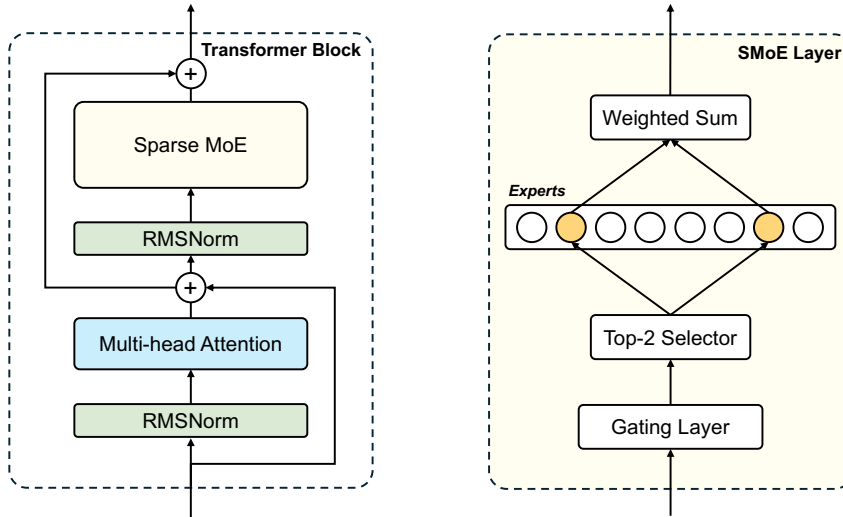 Transformer Block
+
Sparse MoE
RMSNorm
+
Multi-head Attention
RMSNorm
SMoE Layer
Weighted Sum
Experts
Top-2 Selector
Gating Layer